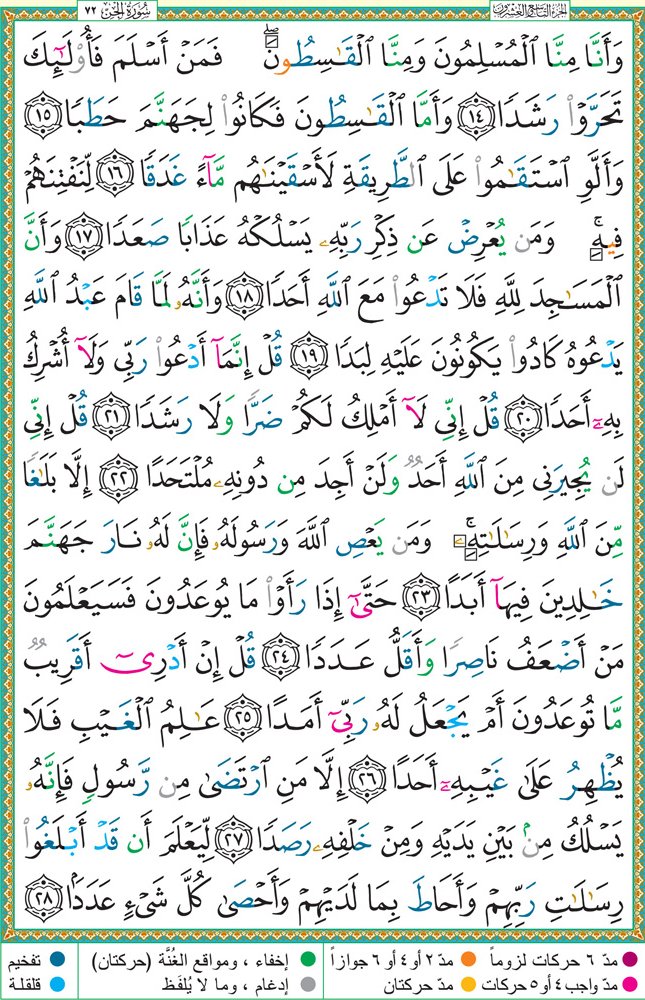 الجزء التاسع والعشرون
سُورَةُ الجِنّ ٧٢
وَأَنَّا مِنَّا ٱلْمُسْلِمُونَ وَمِنَّا ٱلْقَـٰسِطُونَ ۖ فَمَنْ أَسْلَمَ فَأُو۟لَـٰٓئِكَ
تَحَرَّوْا۟ رَشَدًا ﴿١٤﴾ وَأَمَّا ٱلْقَـٰسِطُونَ فَكَانُوا۟ لِجَهَنَّمَ حَطَبًا ﴿١٥﴾
وَأَلَّوِ ٱسْتَقَـٰمُوا۟ عَلَى ٱلطَّرِيقَةِ لَأَسْقَيْنَـٰهُم مَّآءً غَدَقًا ﴿١٦﴾ لِّنَفْتِنَهُمْ
فِيهِ ۚ وَمَن يُعْرِضْ عَن ذِكْرِ رَبِّهِۦ يَسْلُكْهُ عَذَابًا صَعَدًا ﴿١٧﴾ وَأَنَّ
ٱلْمَسَـٰجِدَ لِلَّهِ فَلَا تَدْعُوا۟ مَعَ ٱللَّهِ أَحَدًا ﴿١٨﴾ وَأَنَّهُۥ لَمَّا قَامَ عَبْدُ ٱللَّهِ
يَدْعُوهُ كَادُوا۟ يَكُونُونَ عَلَيْهِ لِبَدًا ﴿١٩﴾ قُلْ إِنَّمَآ أَدْعُوا۟ رَبِّى وَلَآ أُشْرِكُ
بِهِۦٓ أَحَدًا ﴿٢٠﴾ قُلْ إِنِّى لَآ أَمْلِكُ لَكُمْ ضَرًّا وَلَا رَشَدًا ﴿٢١﴾ قُلْ إِنِّى
لَن يُجِيرَنِى مِنَ ٱللَّهِ أَحَدٌ وَلَنْ أَجِدَ مِن دُونِهِۦ مُلْتَحَدًا ﴿٢٢﴾ إِلَّا بَلَـٰغًا
مِّنَ ٱللَّهِ وَرِسَـٰلَـٰتِهِۦ ۚ وَمَن يَعْصِ ٱللَّهَ وَرَسُولَهُۥ فَإِنَّ لَهُۥ نَارَ جَهَنَّمَ
خَـٰلِدِينَ فِيهَآ أَبَدًا ﴿٢٣﴾ حَتَّىٰٓ إِذَا رَأَوْا۟ مَا يُوعَدُونَ فَسَيَعْلَمُونَ
مَنْ أَضْعَفُ نَاصِرًا وَأَقَلُّ عَدَدًا ﴿٢٤﴾ قُلْ إِنْ أَدْرِىٓ أَقَرِيبٌ
مَّا تُوعَدُونَ أَمْ يَجْعَلُ لَهُۥ رَبِّىٓ أَمَدًا ﴿٢٥﴾ عَـٰلِمُ ٱلْغَيْبِ فَلَا
يُظْهِرُ عَلَىٰ غَيْبِهِۦٓ أَحَدًا ﴿٢٦﴾ إِلَّا مَنِ ٱرْتَضَىٰ مِن رَّسُولٍ فَإِنَّهُۥ
يَسْلُكُ مِنۢ بَيْنِ يَدَيْهِ وَمِنْ خَلْفِهِۦ رَصَدًا ﴿٢٧﴾ لِّيَعْلَمَ أَن قَدْ أَبْلَغُوا۟
رِسَـٰلَـٰتِ رَبِّهِمْ وَأَحَاطَ بِمَا لَدَيْهِمْ وَأَحْصَىٰ كُلَّ شَىْءٍ عَدَدًۢا ﴿٢٨﴾
مدّ ٦ حركات لزوماً مدّ ٢ أو ٤ أو ٦ جوازاً إخفاء ، ومواقع الغُنَّة (حركتان) تفخيم
مدّ واجب ٤ أو ٥ حركات مدّ حركتان إدغام ، وما لا يُلفَظ قلقلة